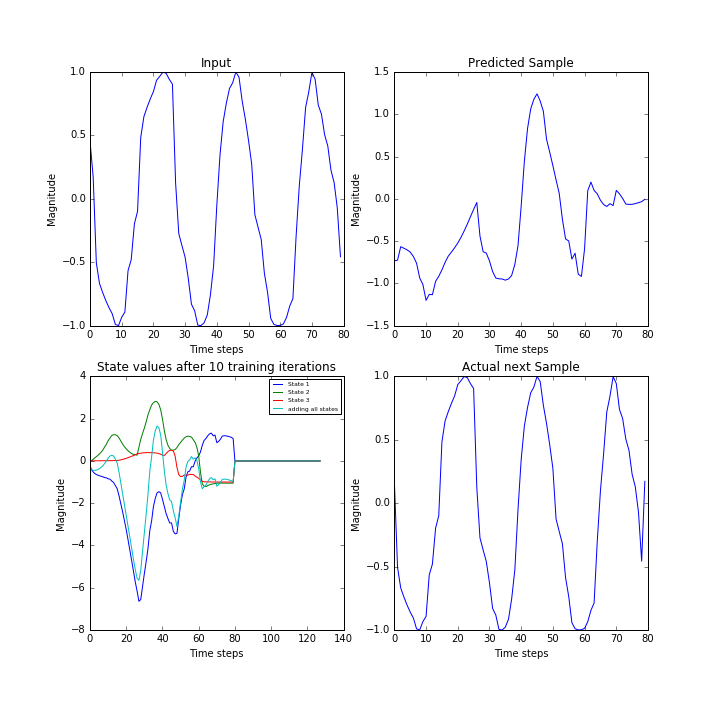 Input
Magnitude
1.0
0.5
0.0
−0.5
−1.0
0 10 20 30 40 50 60 70 80
Time steps
Predicted Sample
Magnitude
1.5
1.0
0.5
0.0
−0.5
−1.0
−1.5
0 10 20 30 40 50 60 70 80
Time steps
State values after 10 training iterations
Magnitude
4
2
0
−2
−4
−6
−8
State 1
State 2
State 3
adding all states
0 20 40 60 80 100 120 140
Time steps
Actual next Sample
Magnitude
1.0
0.5
0.0
−0.5
−1.0
0 10 20 30 40 50 60 70 80
Time steps